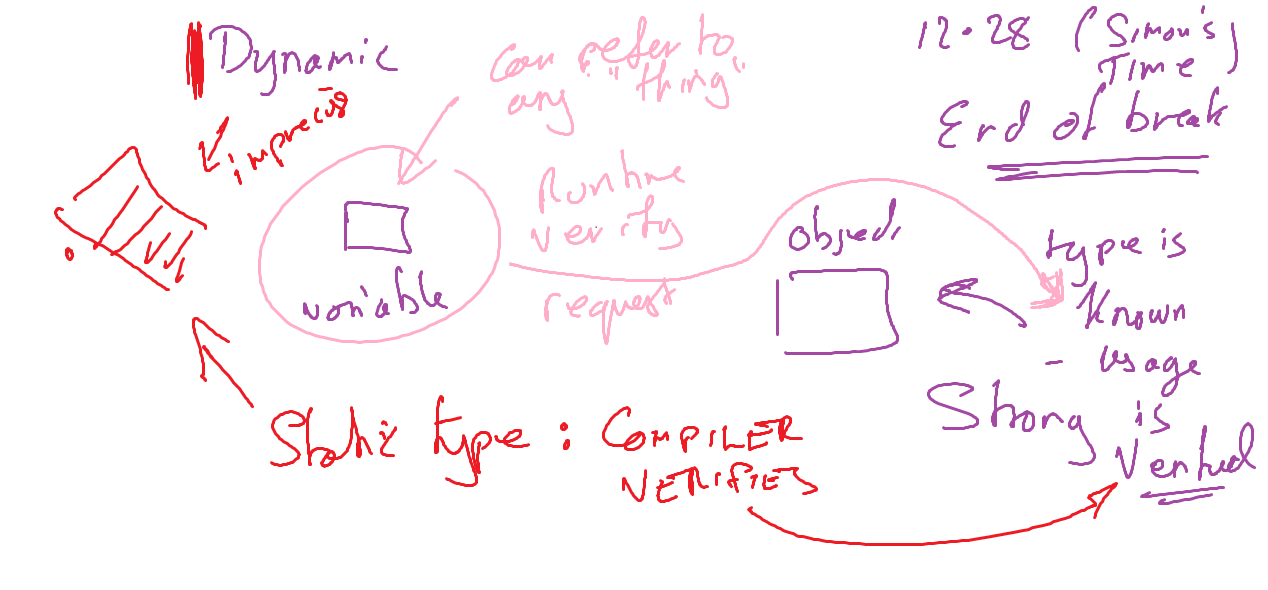 Dynamic
imprecise
can refer to
any "thing"
12.28 (Simon's
Time)
End of break
variable
Runtime
verify
request
object
type is
known
- usage
is
Verified
Strong
Static type : COMPILER
VERIFIES